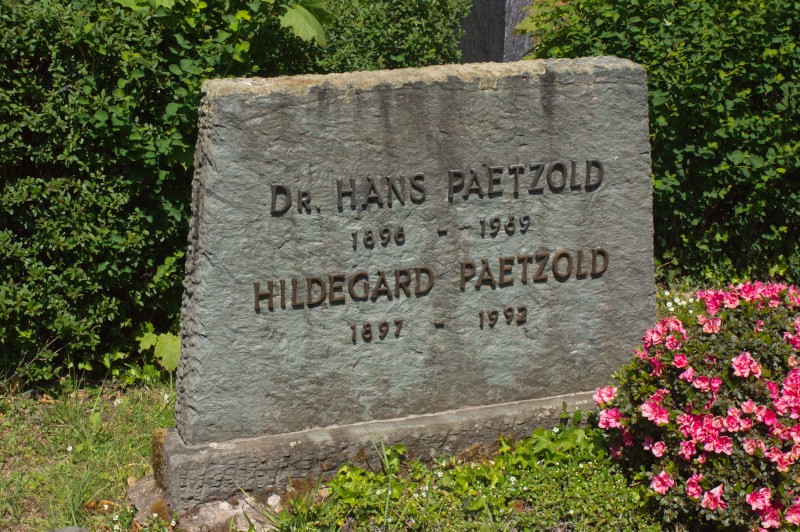 DR. HANS PAETZOLD
1896 - 1969
HILDEGARD PAETZOLD
1897 - 1992